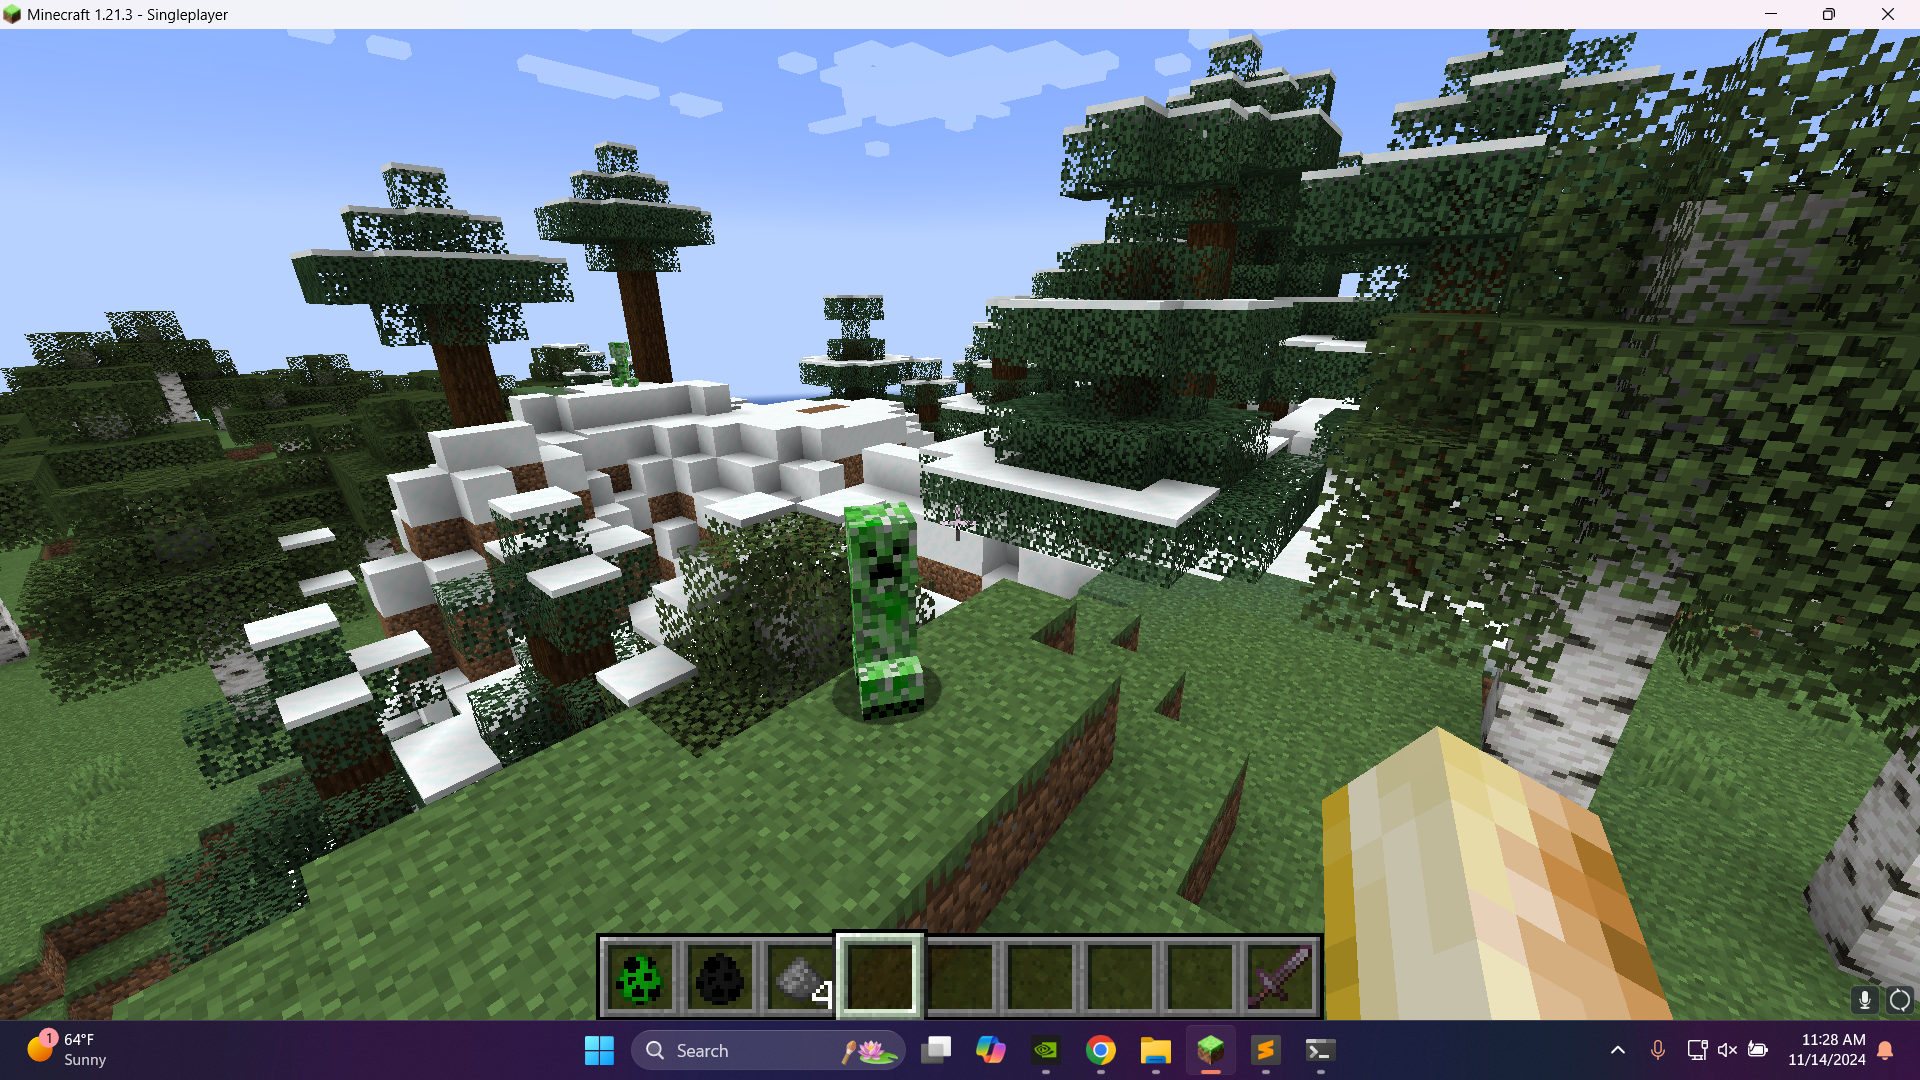 Minecraft 1.21.3 - Singleplayer
4
1
64°F
Sunny
Search
11:28 AM
11/14/2024